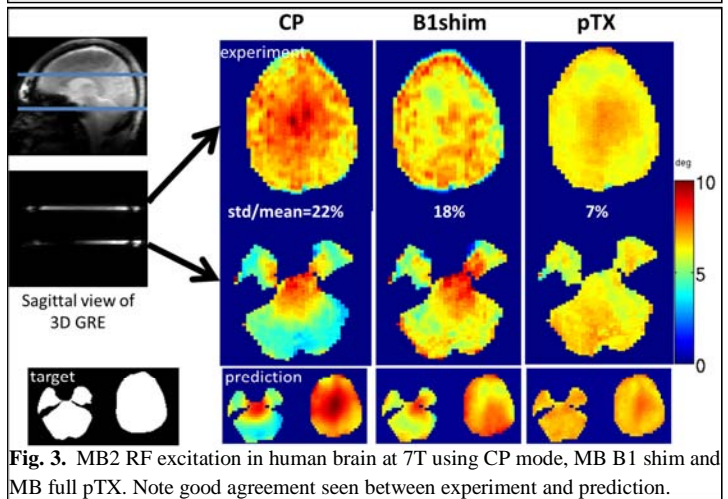 CP B1shim pTX
experiment
deg
10
std/mean=22% 18% 7%
5
Sagittal view of
3D GRE
0
target
prediction
Fig. 3. MB2 RF excitation in human brain at 7T using CP mode, MB B1 shim and
MB full pTX. Note good agreement seen between experiment and prediction.